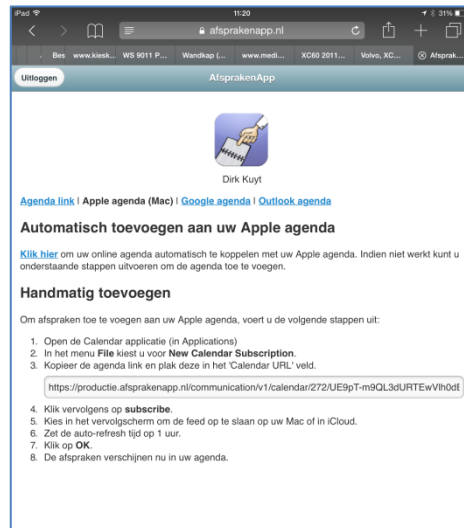 iPad 11:20 31%
afsprakenapp.nl
Bes www.kiesk... WS 9011 P... Wandkap (... www.medi... XC60 2011... Volvo, XC... Afsprak...
Uitloggen AfsprakenApp
Dirk Kuyt
Agenda link | Apple agenda (Mac) | Google agenda | Outlook agenda
Automatisch toevoegen aan uw Apple agenda
Klik hier om uw online agenda automatisch te koppelen met uw Apple agenda. Indien niet werkt kunt u
onderstaande stappen uitvoeren om de agenda toe te voegen.
Handmatig toevoegen
Om afspraken toe te voegen aan uw Apple agenda, voert u de volgende stappen uit:
1. Open de Calendar applicatie (in Applications)
2. In het menu File kiest u voor New Calendar Subscription.
3. Kopieer de agenda link en plak deze in het 'Calendar URL' veld.
https://productie.afsprakenapp.nl/communication/v1/calendar/272/UE9pT-m9QL3dURTEwVlh0dE
4. Klik vervolgens op subscribe.
5. Kies in het vervolgscherm om de feed op te slaan op uw Mac of in iCloud.
6. Zet de auto-refresh tijd op 1 uur.
7. Klik op OK.
8. De afspraken verschijnen nu in uw agenda.